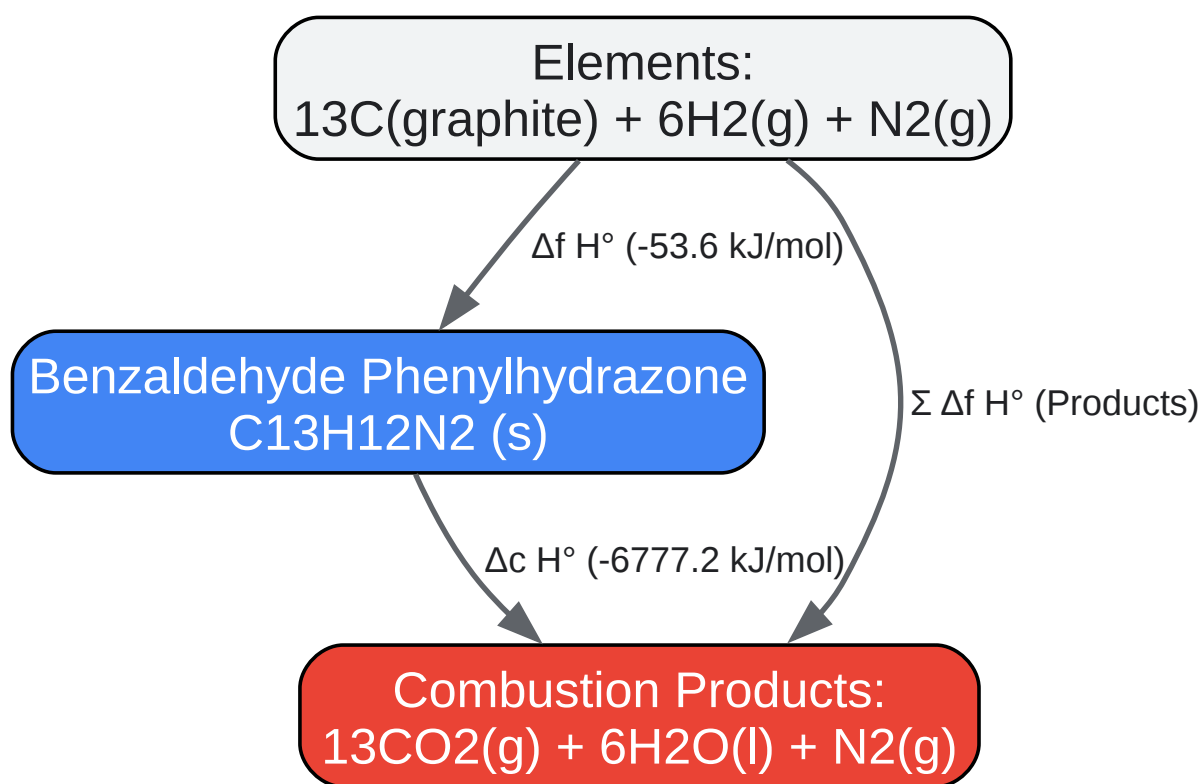 Elements:
13C(graphite) + 6H2(g) + N2(g)
Δf H° (-53.6 kJ/mol)
Benzaldehyde Phenylhydrazone
C13H12N2 (s)
Σ Δf H° (Products)
Δc H° (-6777.2 kJ/mol)
Combustion Products:
13CO2(g) + 6H2O(l) + N2(g)